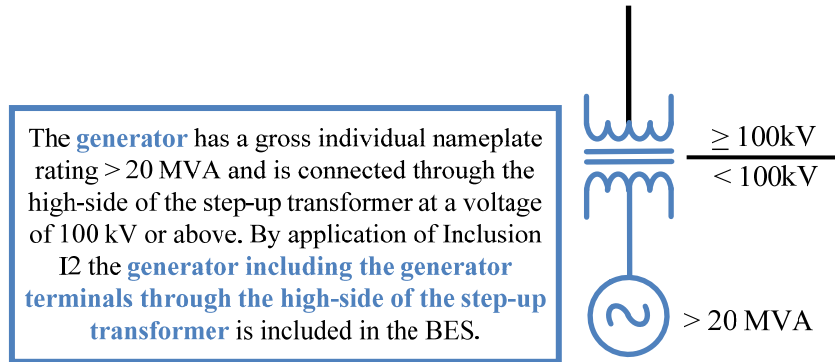 The generator has a gross individual nameplate
rating > 20 MVA and is connected through the
high-side of the step-up transformer at a voltage
of 100 kV or above. By application of Inclusion
I2 the generator including the generator
terminals through the high-side of the step-up
transformer is included in the BES.
≥ 100kV
< 100kV
> 20 MVA